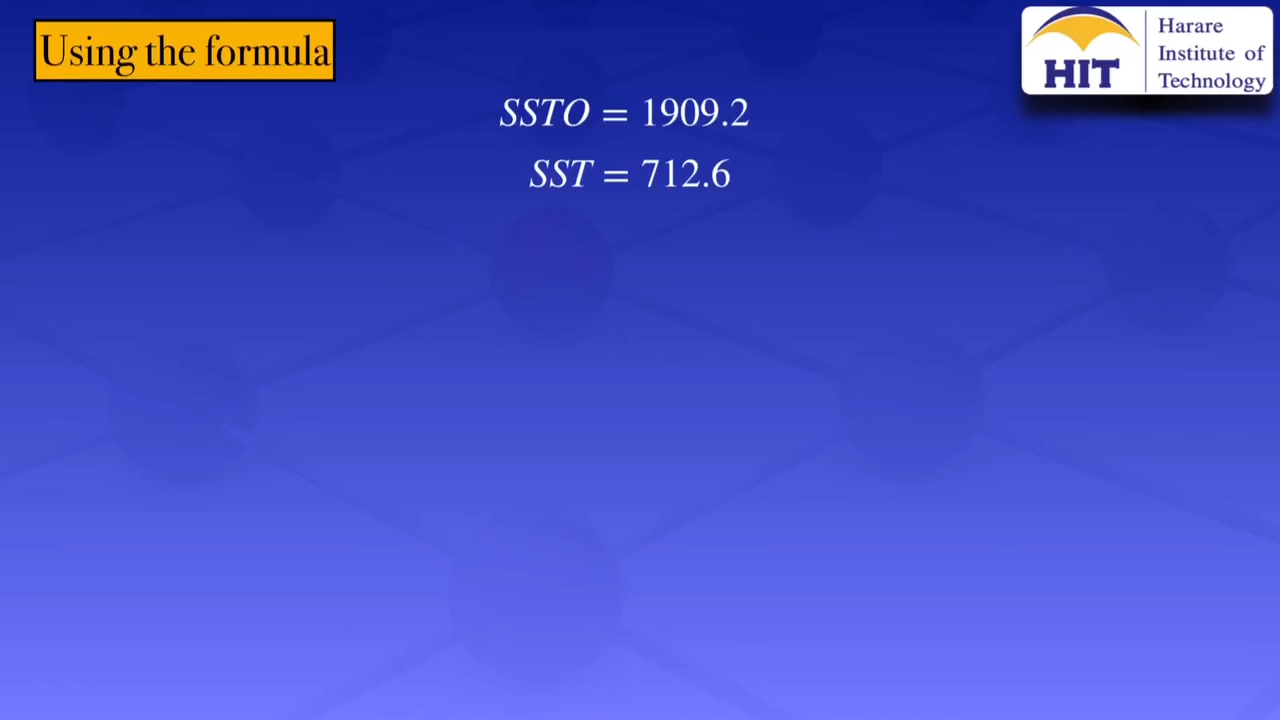 Using the formula
HIT
Harare
Institute of
Technology
SSTO = 1909.2
SST = 712.6